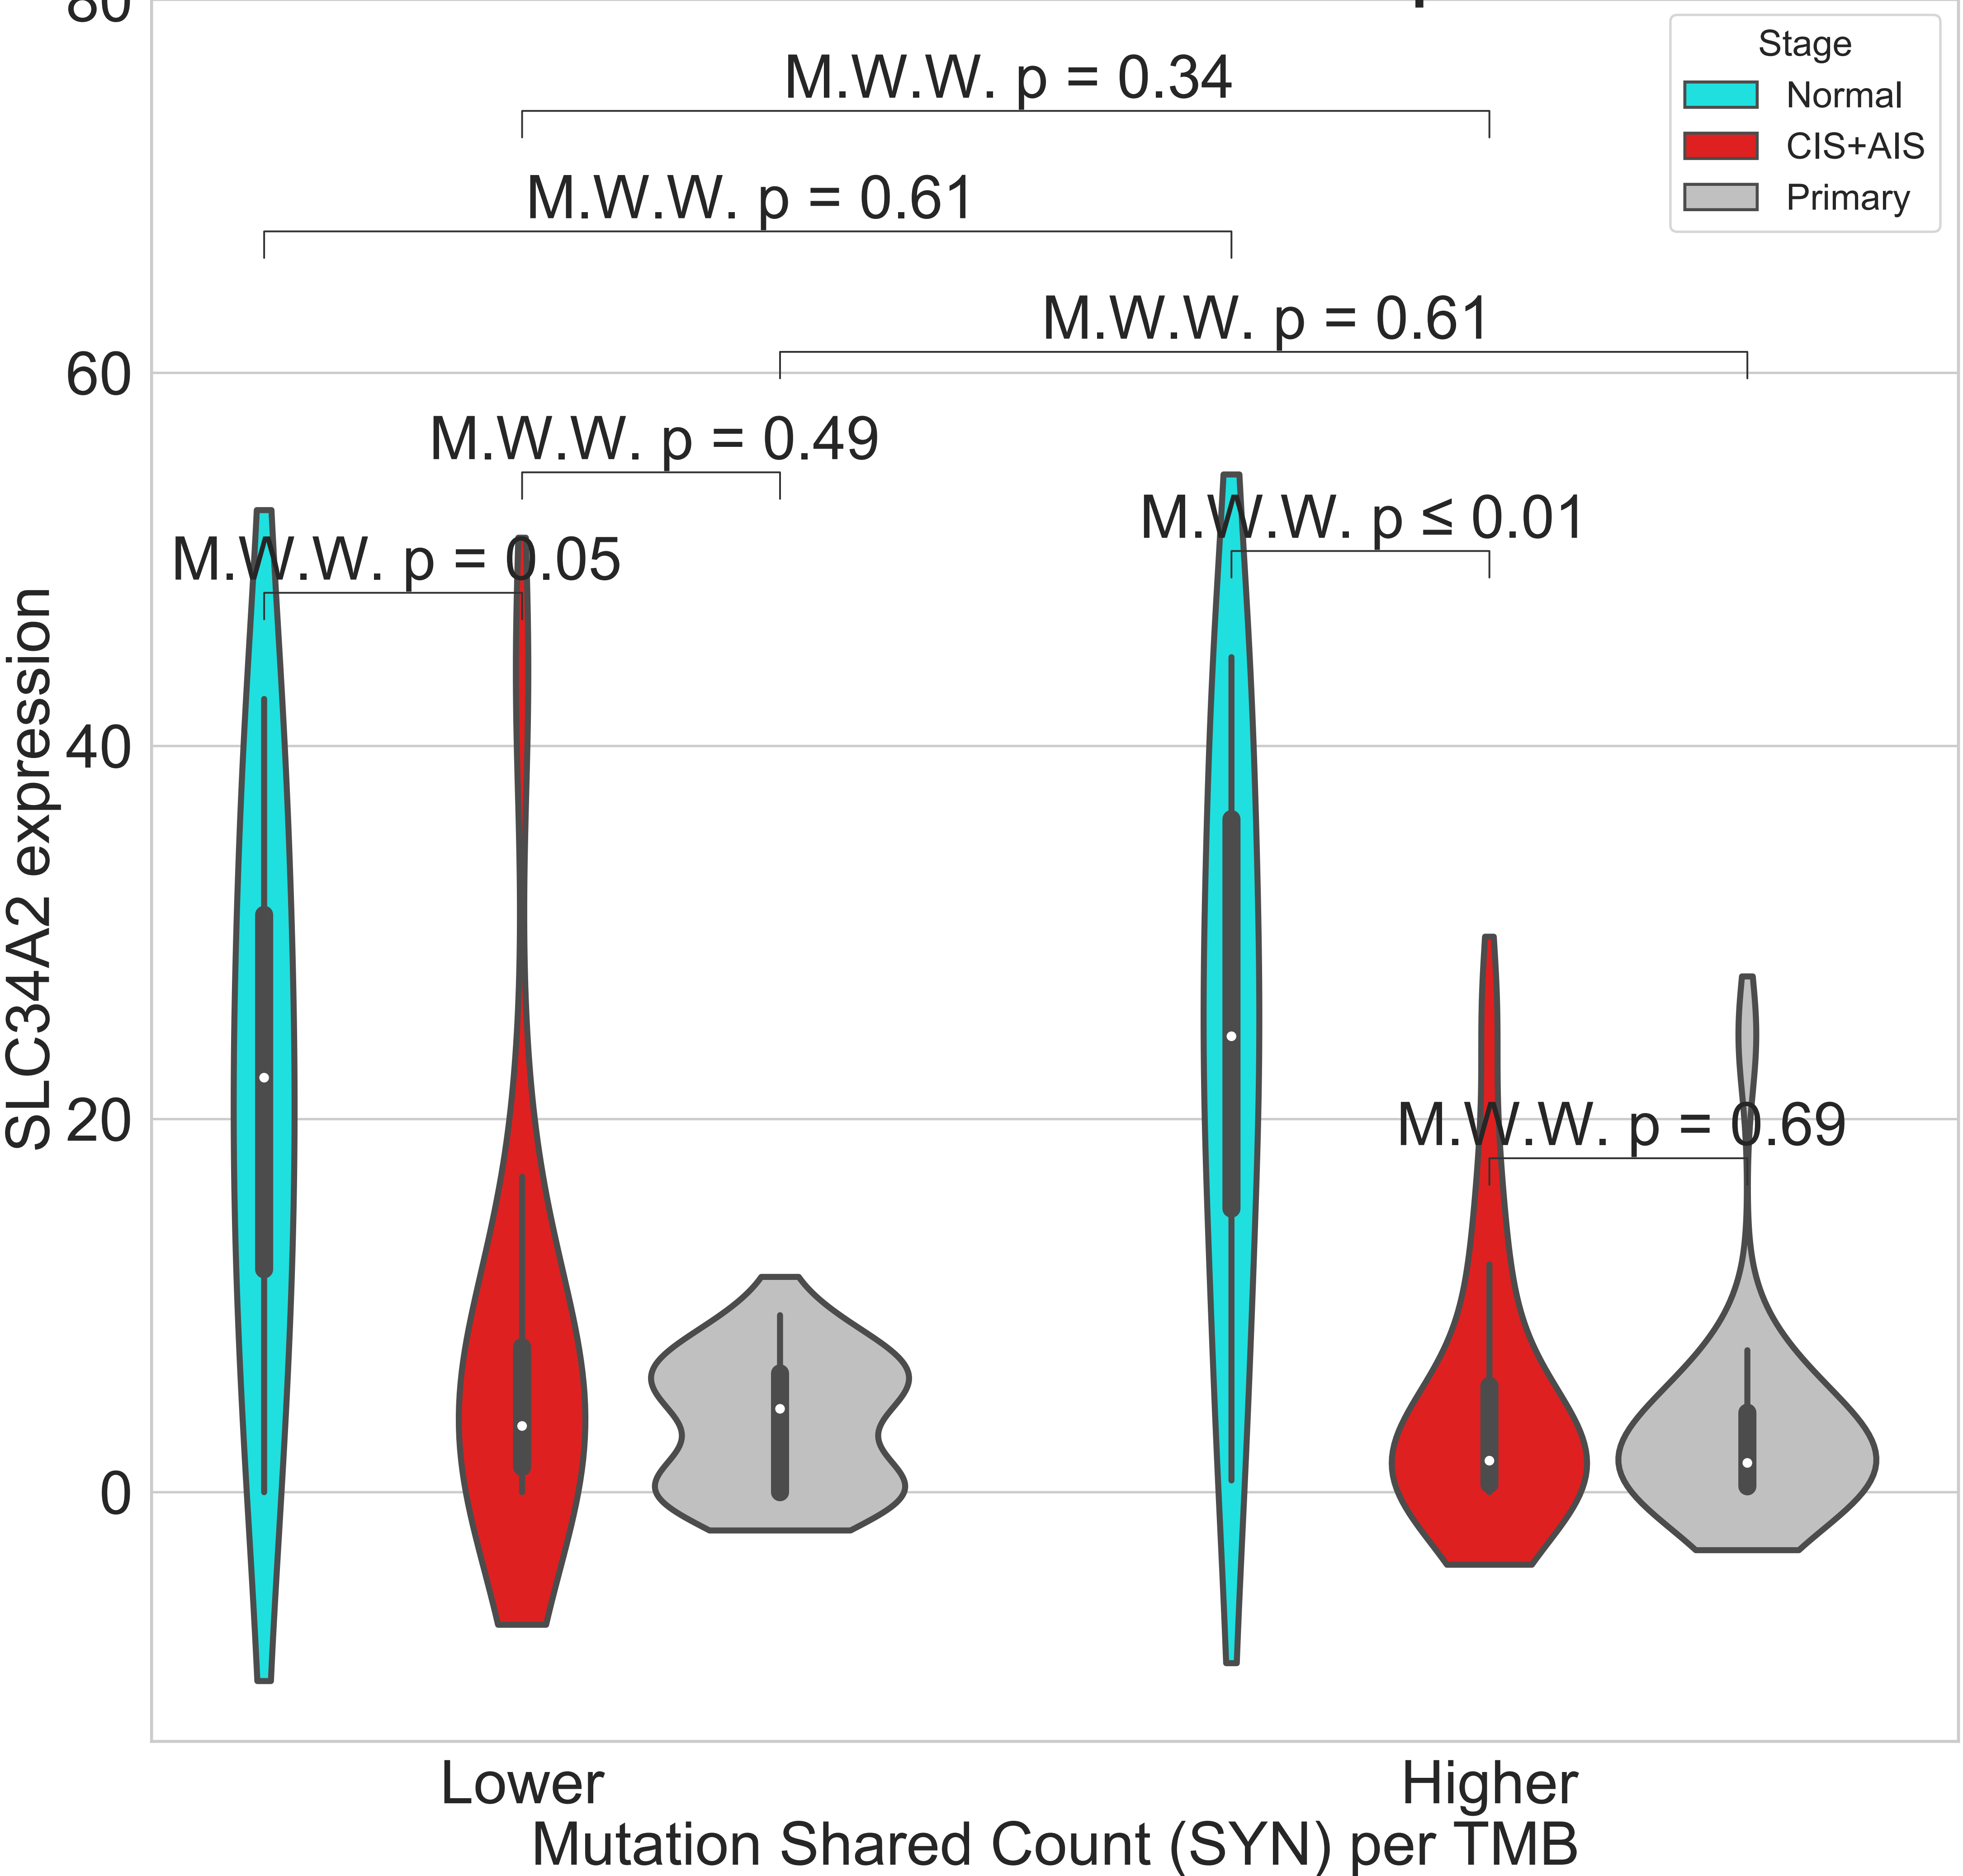 80
Stage
Normal
CIS+AIS
Primary
M.W.W. p = 0.34
M.W.W. p = 0.61
M.W.W. p = 0.61
60
M.W.W. p = 0.49
M.W.W. p ≤ 0.01
M.W.W. p = 0.05
SLC34A2 expression
40
20
M.W.W. p = 0.69
0
Lower
Higher
Mutation Shared Count (SYN) per TMB